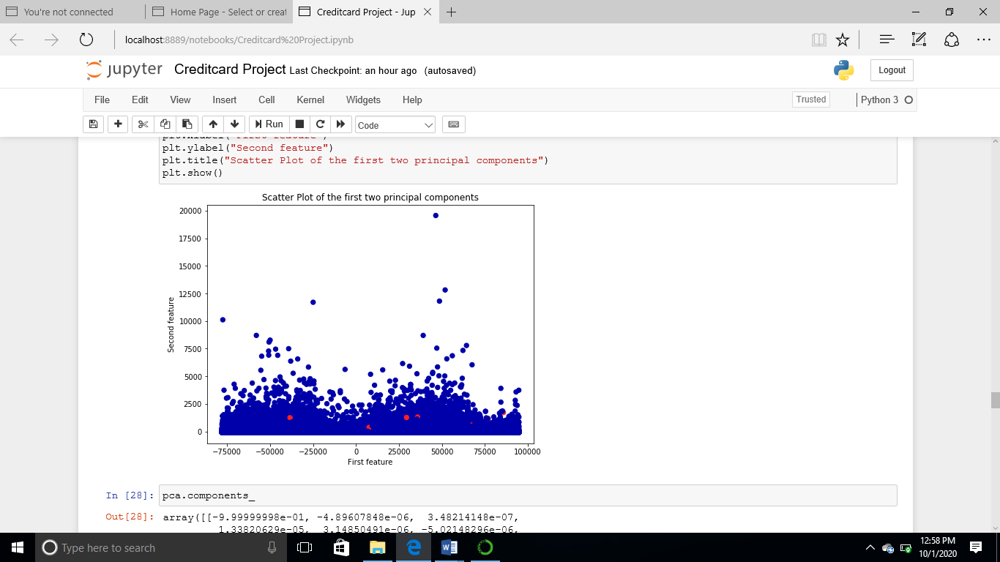 You're not connected
Home Page - Select or creat
Creditcard Project - Jup
localhost:8889/notebooks/Creditcard%20Project.ipynb
jupyter Creditcard Project Last Checkpoint: an hour ago (autosaved)
Logout
File Edit View Insert Cell Kernel Widgets Help
Trusted
Python 3
Run
Code
plt.xlabel("First feature")
plt.ylabel("Second feature")
plt.title("Scatter Plot of the first two principal components")
plt.show()
Scatter Plot of the first two principal components
20000
17500
15000
12500
10000
7500
5000
2500
0
Second feature
−75000 −50000 −25000 0 25000 50000 75000 100000
First feature
In [28]: pca.components_
Out[28]: array([[-9.99999998e-01, -4.89607848e-06, 3.48214148e-07,
1.33820629e-05, 3.14850491e-06, -5.02148296e-06,
Type here to search
12:58 PM
10/1/2020